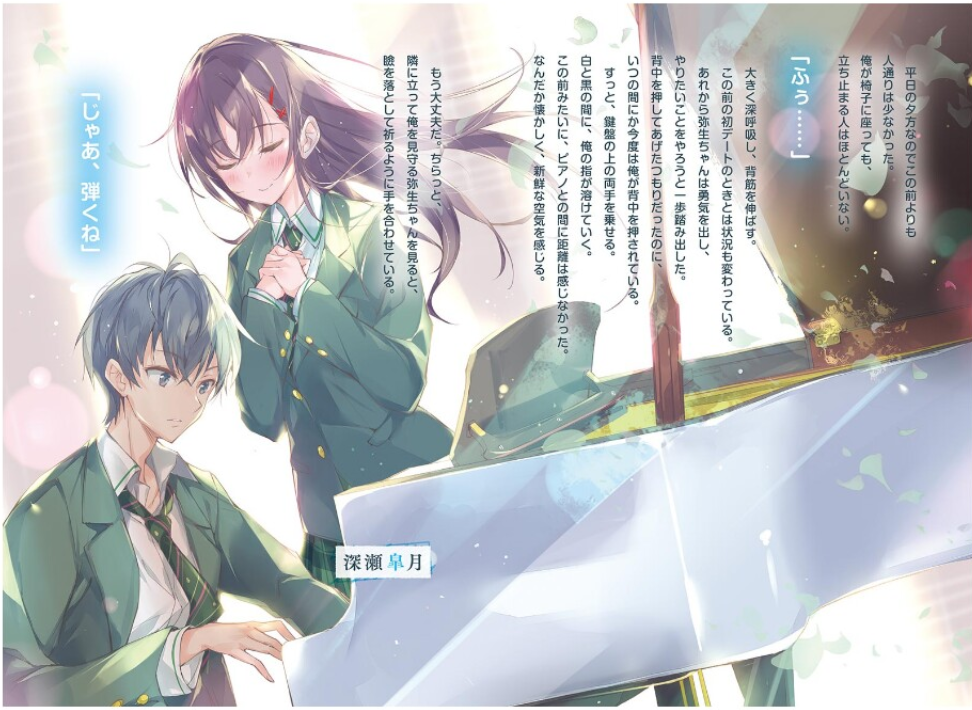 平日の夕方なのでこの前よりも
人通りは少なかった。
俺が椅子に座っても、
立ち止まる人はほとんどいない。
「ふぅ……」
大きく深呼吸し、背筋を伸ばす。
この前の初デートのときとは状況も変わっている。
あれから弥生ちゃんは勇気を出し、
やりたいことをやろうと一歩踏み出した。
背中を押してあげたつもりだったのに、
いつの間にか今度は俺が背中を押されている。
すっと、鍵盤の上の両手を乗せる。
白と黒の間に、俺の指が溶けていく。
この前みたいに、ピアノとの間に距離は感じなかった。
なんだか懐かしく、新鮮な空気を感じる。
もう大丈夫だ。ちらっと、
隣に立って俺を見守る弥生ちゃんを見ると、
瞼を落として祈るように手を合わせている。
「じゃあ、弾くね」
深瀬皐月